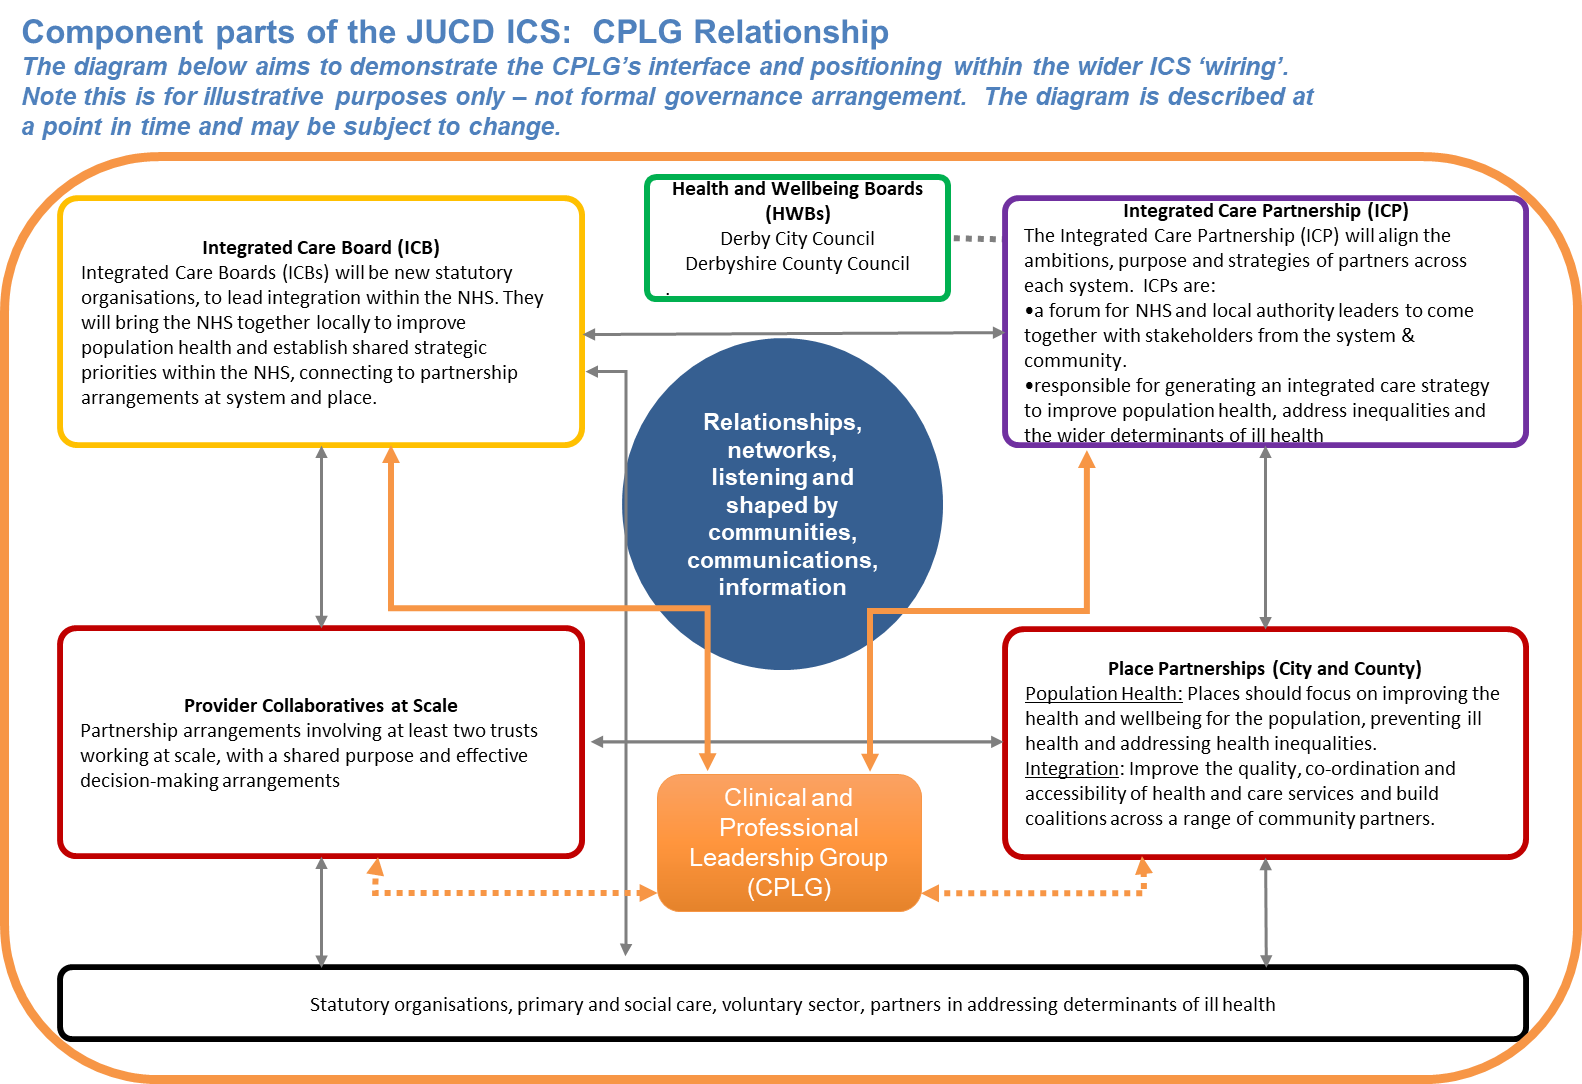 Component parts of the JUCD ICS:  CPLG Relationship
The diagram below aims to demonstrate the CPLG’s interface and positioning within the wider ICS ‘wiring’.
Note this is for illustrative purposes only – not formal governance arrangement.  The diagram is described at
a point in time and may be subject to change.
Health and Wellbeing Boards
(HWBs)
Derby City Council
Derbyshire County Council
.
Integrated Care Board (ICB)
Integrated Care Boards (ICBs) will be new statutory
organisations, to lead integration within the NHS. They
will bring the NHS together locally to improve
population health and establish shared strategic
priorities within the NHS, connecting to partnership
arrangements at system and place.
Integrated Care Partnership (ICP)
The Integrated Care Partnership (ICP) will align the
ambitions, purpose and strategies of partners across
each system.  ICPs are:
•a forum for NHS and local authority leaders to come
together with stakeholders from the system &
community.
•responsible for generating an integrated care strategy
to improve population health, address inequalities and
the wider determinants of ill health
Relationships,
networks,
listening and
shaped by
communities,
communications,
information
Provider Collaboratives at Scale
Partnership arrangements involving at least two trusts
working at scale, with a shared purpose and effective
decision-making arrangements
Place Partnerships (City and County)
Population Health: Places should focus on improving the
health and wellbeing for the population, preventing ill
health and addressing health inequalities.
Integration: Improve the quality, co-ordination and
accessibility of health and care services and build
coalitions across a range of community partners.
Clinical and
Professional
Leadership Group
(CPLG)
Statutory organisations, primary and social care, voluntary sector, partners in addressing determinants of ill health